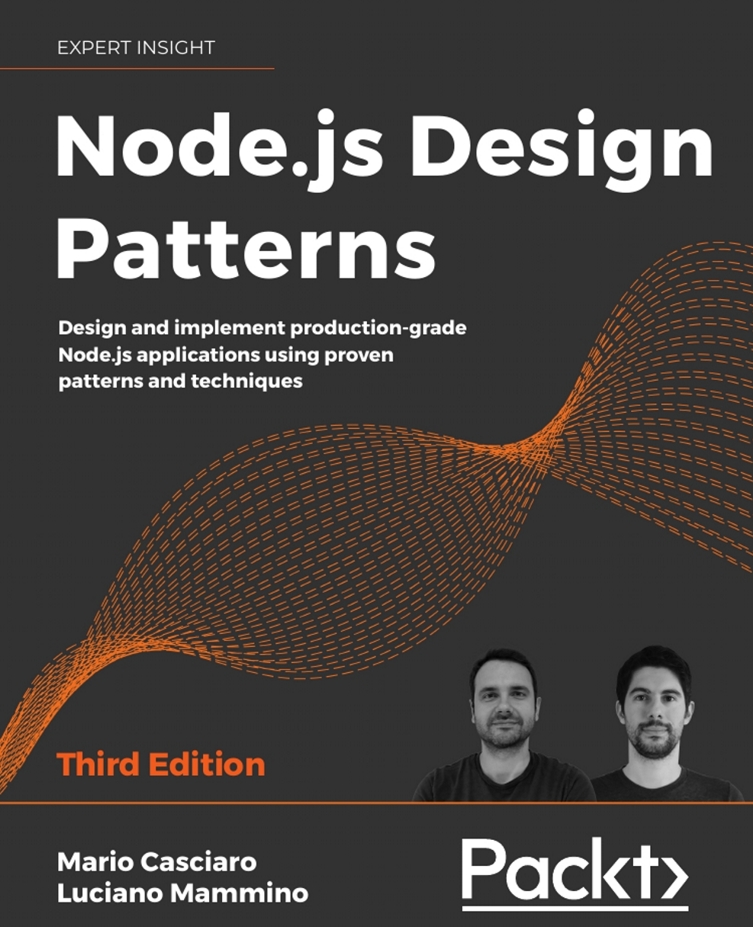 EXPERT INSIGHT
Node.js Design
Patterns
Design and implement production-grade
Node.js applications using proven
patterns and techniques
Third Edition
Mario Casciaro
Luciano Mammino
Packt